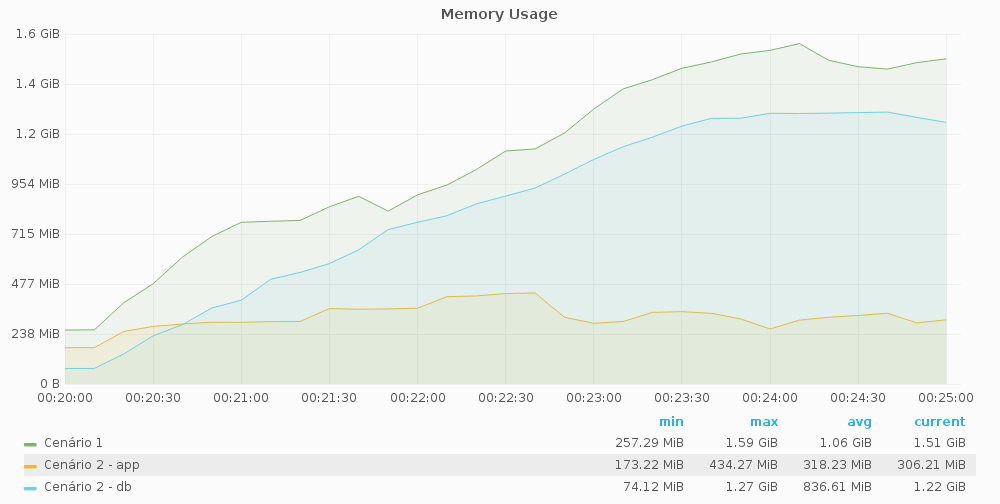 Memory Usage
1.6 GiB
1.4 GiB
1.2 GiB
954 MiB
715 MiB
477 MiB
238 MiB
0 B
00:20:00 00:20:30 00:21:00 00:21:30 00:22:00 00:22:30 00:23:00 00:23:30 00:24:00 00:24:30 00:25:00
min max avg current
Cenário 1 257.29 MiB 1.59 GiB 1.06 GiB 1.51 GiB
Cenário 2 - app 173.22 MiB 434.27 MiB 318.23 MiB 306.21 MiB
Cenário 2 - db 74.12 MiB 1.27 GiB 836.61 MiB 1.22 GiB